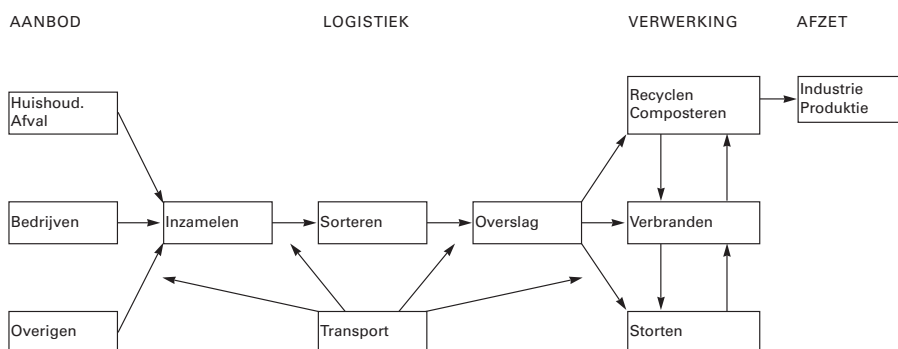 AANBOD
LOGISTIEK
VERWERKING
AFZET
Huishoud.
Afval
Recyclen
Composteren
Industrie
Produktie
Bedrijven
Inzamelen
Sorteren
Overslag
Verbranden
Overigen
Transport
Storten